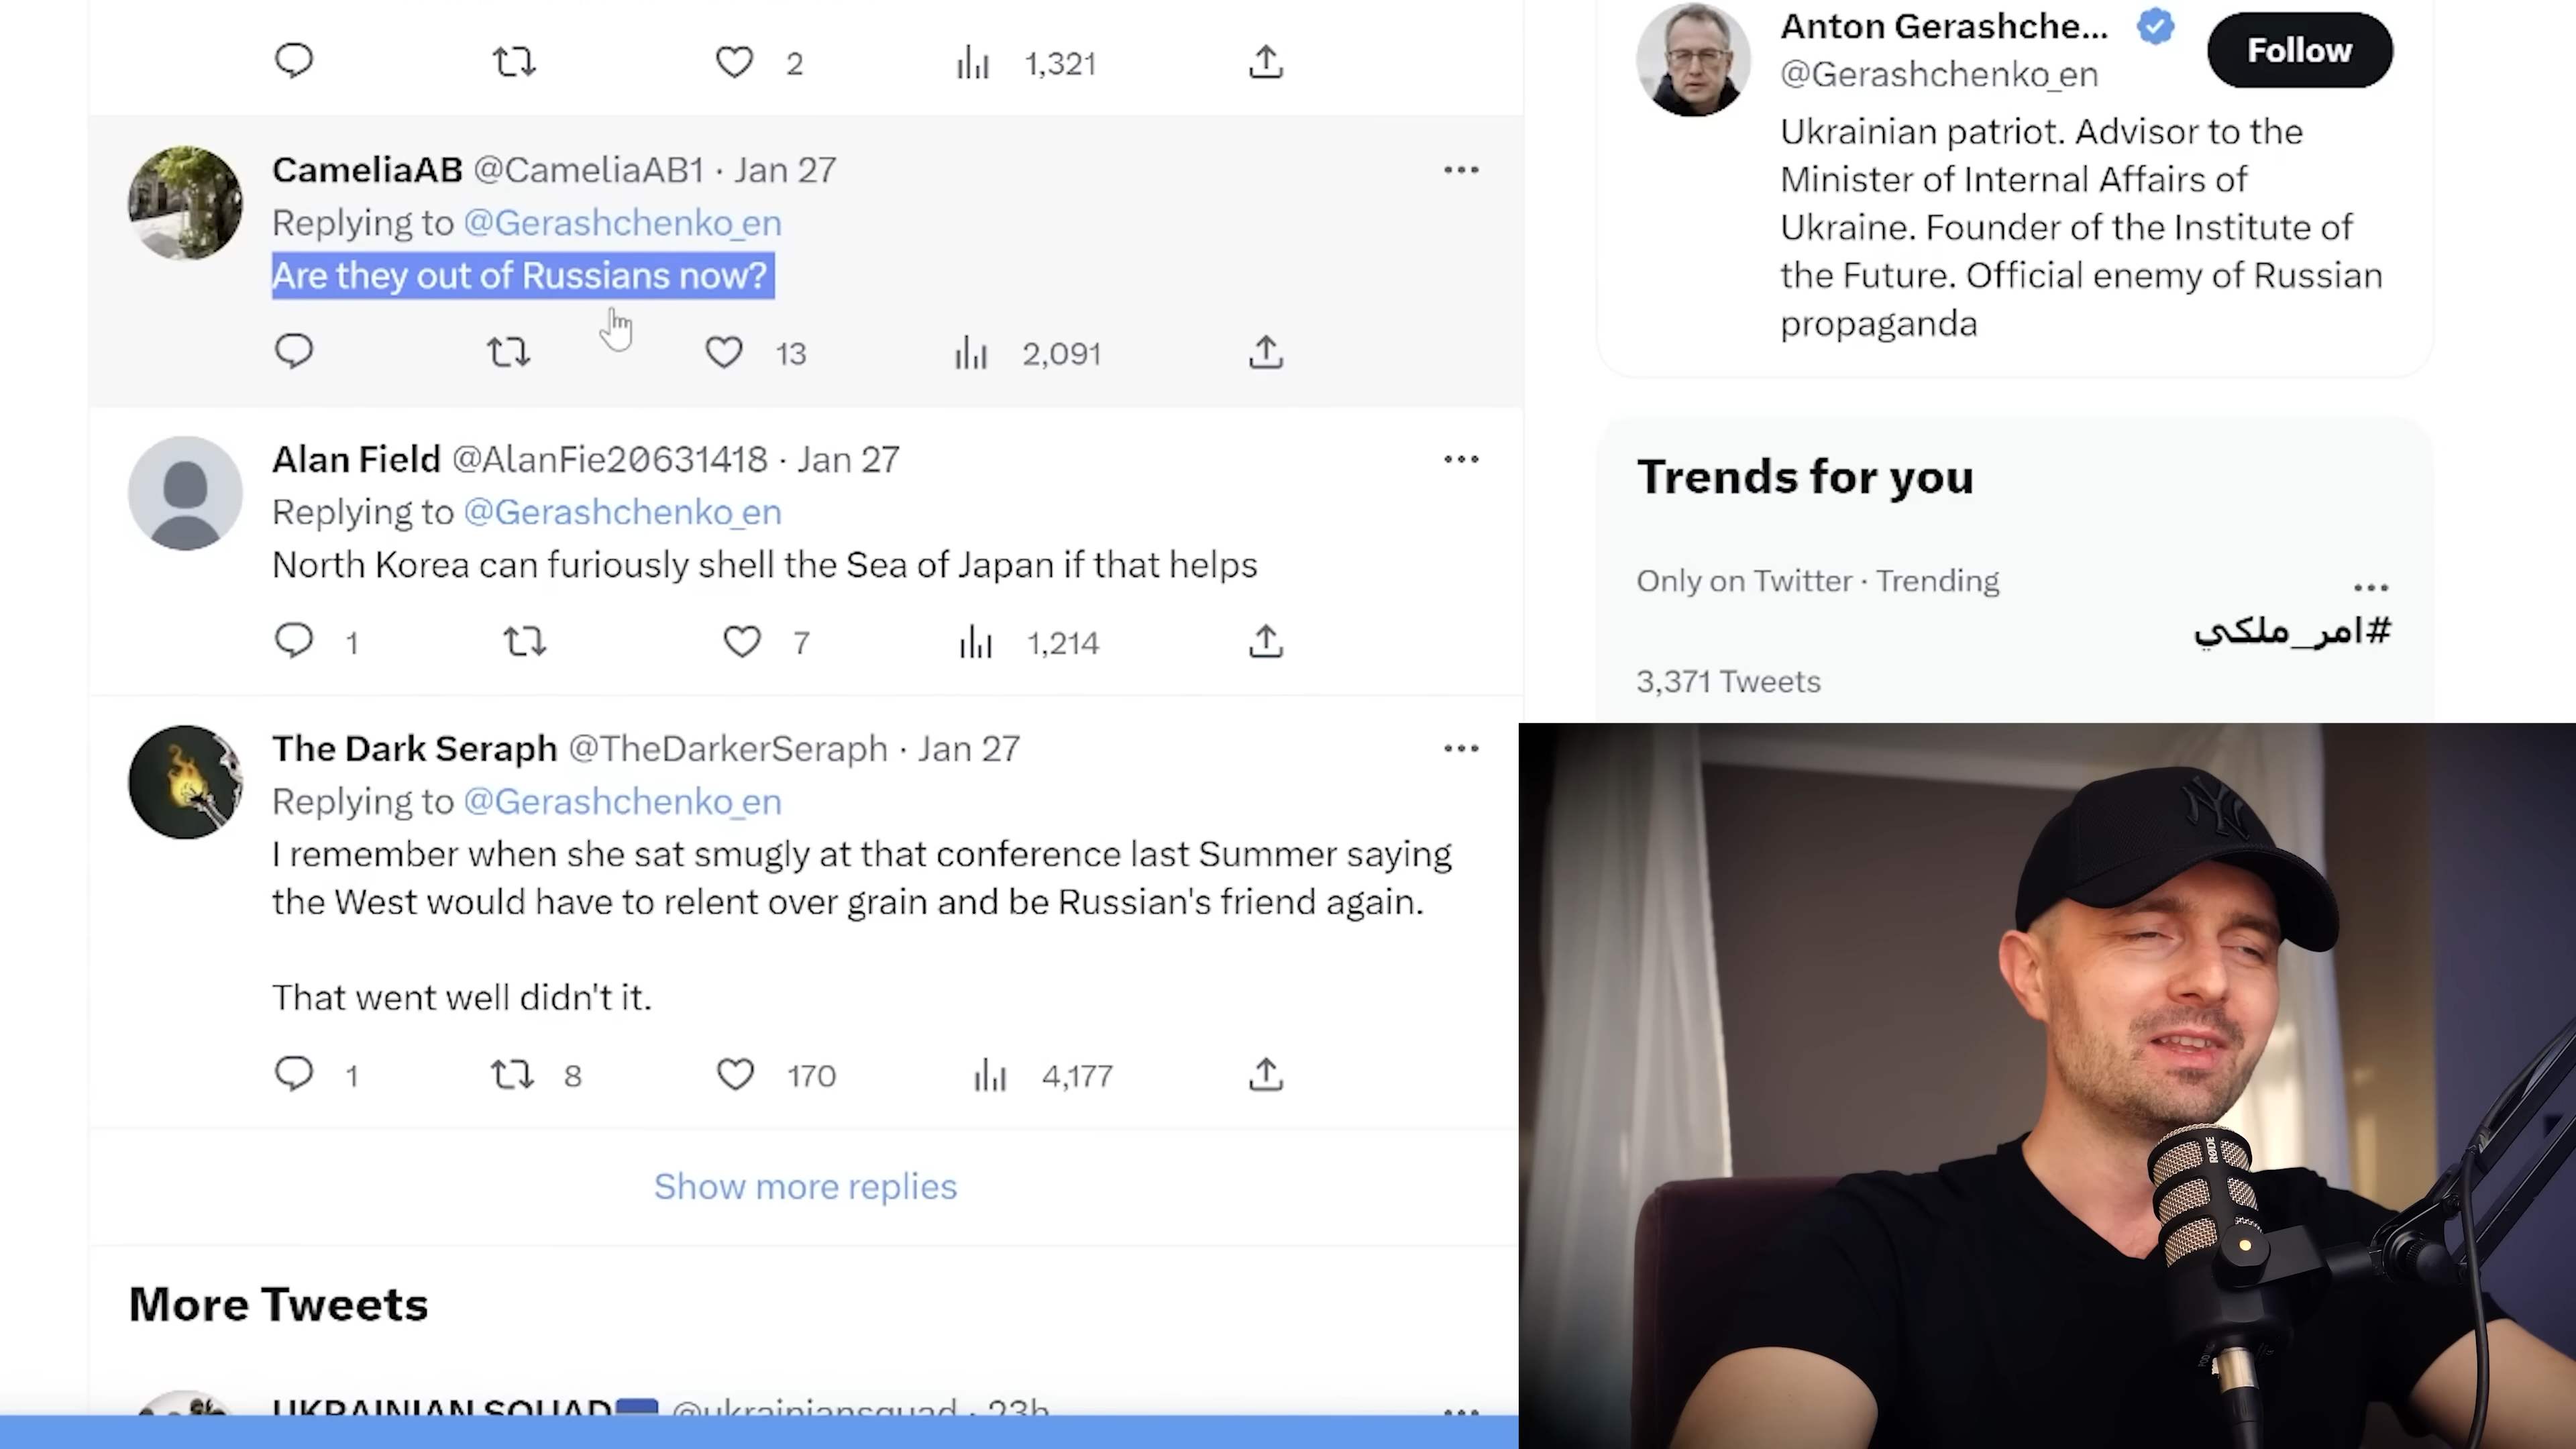 2 1,321
CameliaAB @CameliaAB1 · Jan 27
Replying to @Gerashchenko_en
Are they out of Russians now?
13 2,091
Alan Field @AlanFie20631418 · Jan 27
Replying to @Gerashchenko_en
North Korea can furiously shell the Sea of Japan if that helps
1 7 1,214
The Dark Seraph @TheDarkerSeraph · Jan 27
Replying to @Gerashchenko_en
I remember when she sat smugly at that conference last Summer saying
the West would have to relent over grain and be Russian's friend again.
That went well didn't it.
1 8 170 4,177
Show more replies
More Tweets
UKRAINIAN SQUAD @ukrainiansquad · 23h
Anton Gerashche...
Follow
@Gerashchenko_en
Ukrainian patriot. Advisor to the
Minister of Internal Affairs of
Ukraine. Founder of the Institute of
the Future. Official enemy of Russian
propaganda
Trends for you
Only on Twitter · Trending
#امر_ملكي
3,371 Tweets
NY
RØDE